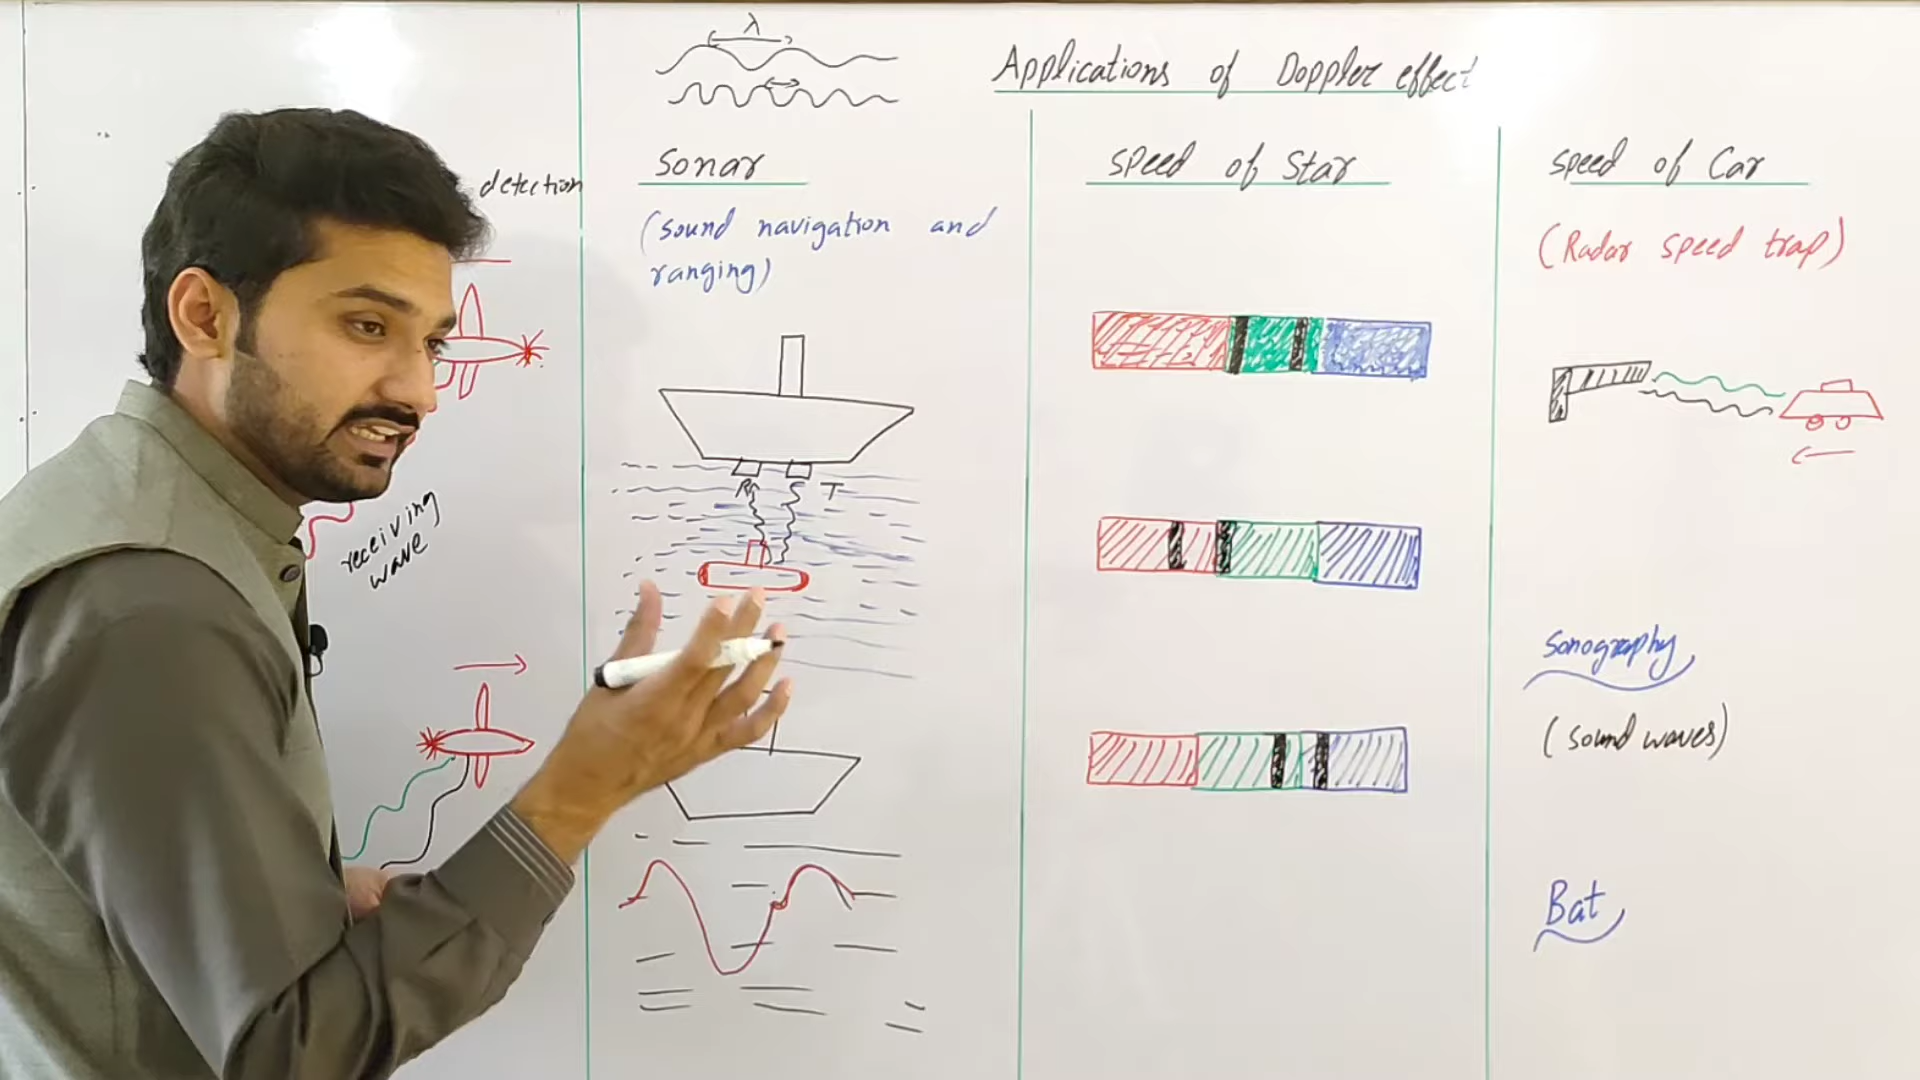 λ
Applications of Doppler effect
detection
receiving
wave
Sonar
(sound navigation and
ranging)
R T
Speed of Star
Speed of Car
(Radar speed trap)
Sonography
(sound waves)
Bat